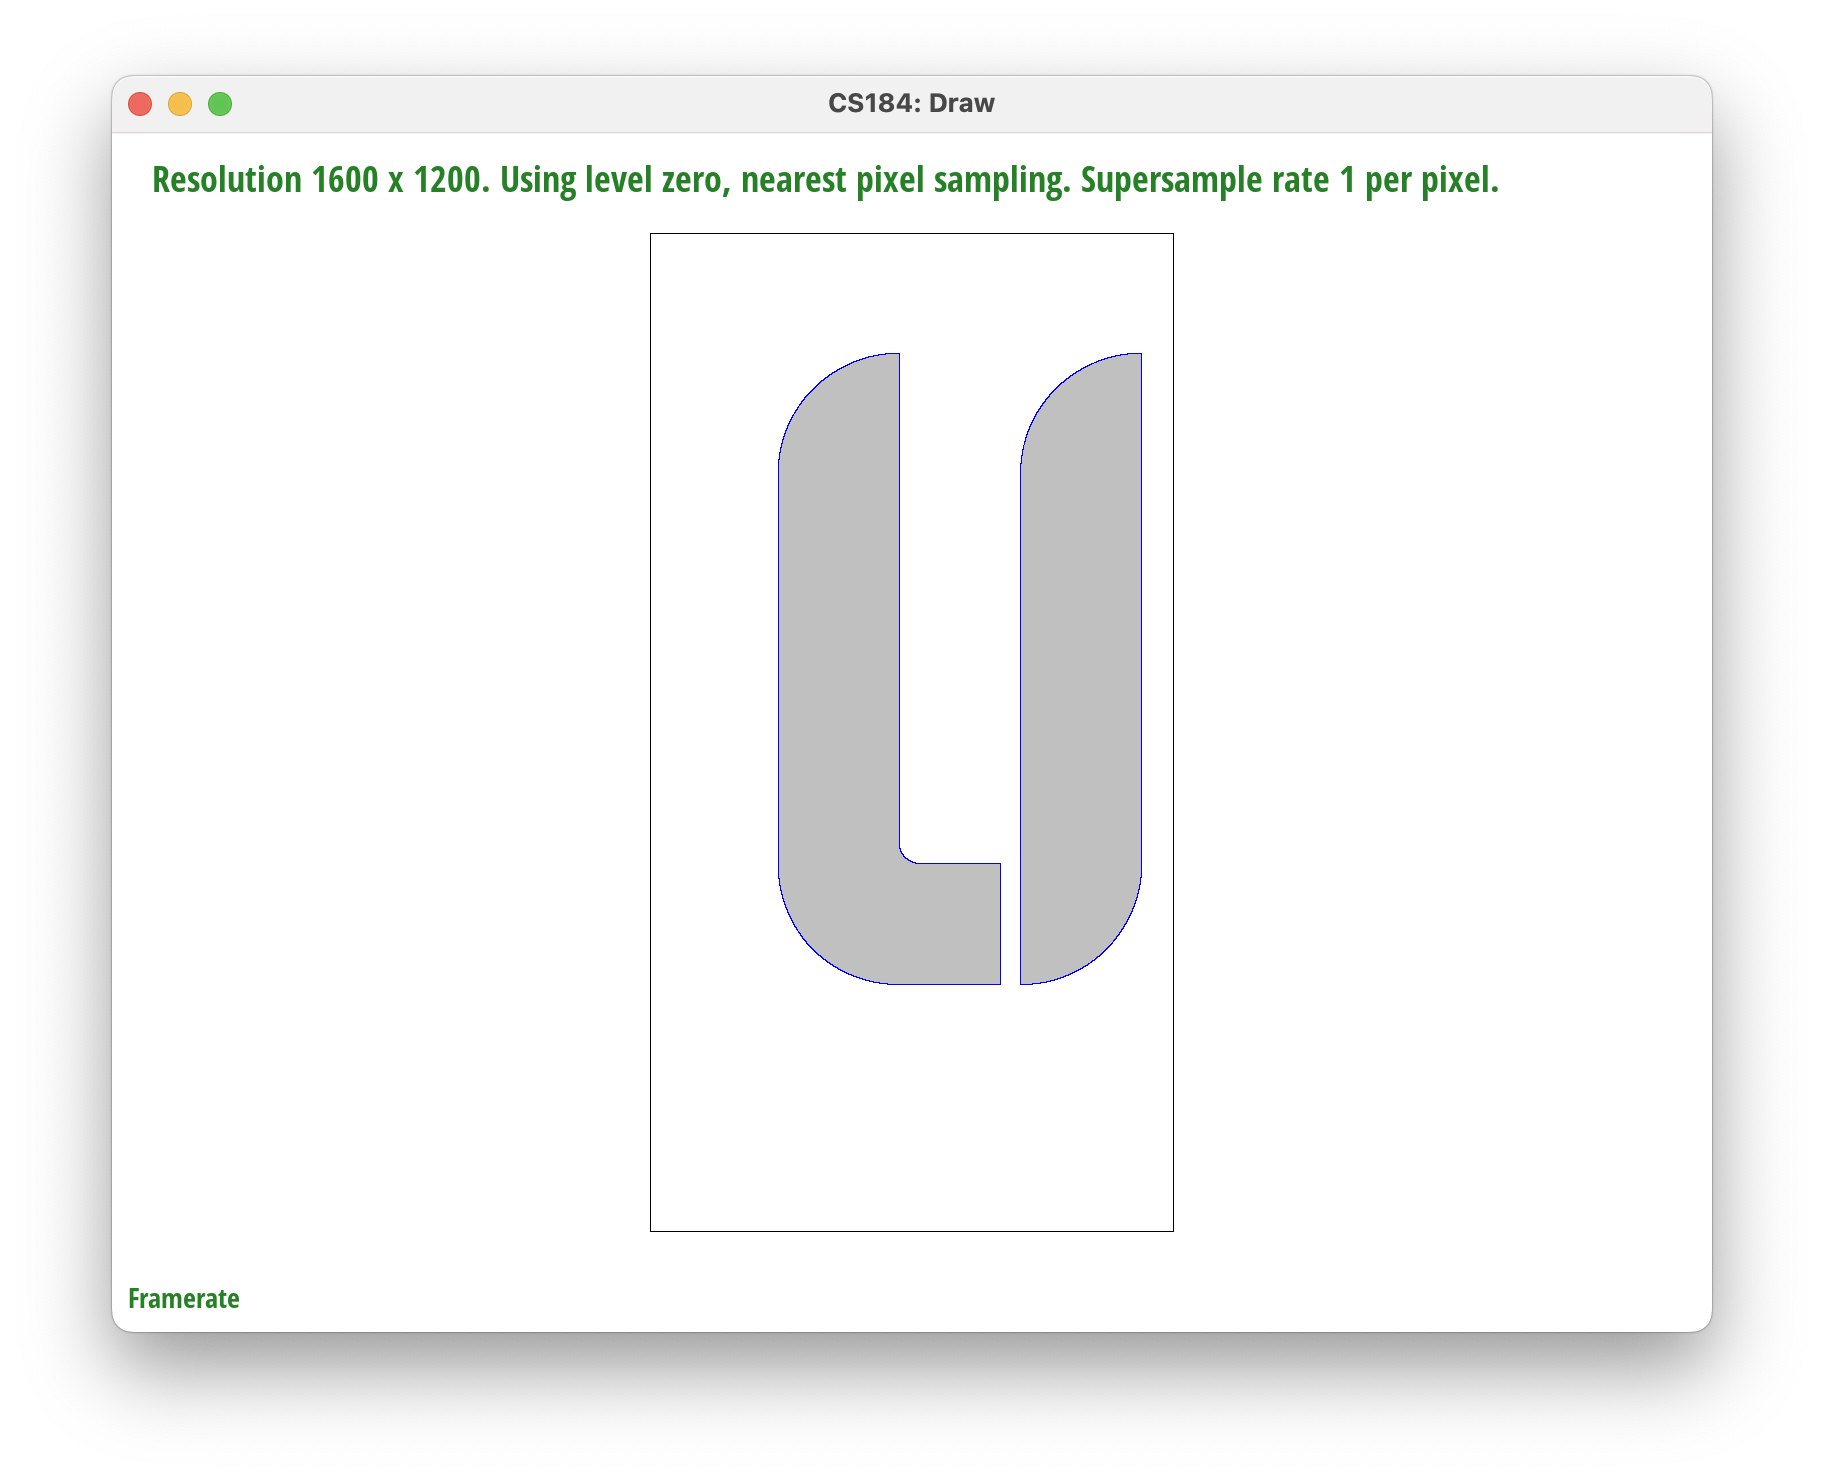 CS184: Draw
Resolution 1600 x 1200. Using level zero, nearest pixel sampling. Supersample rate 1 per pixel.
Framerate